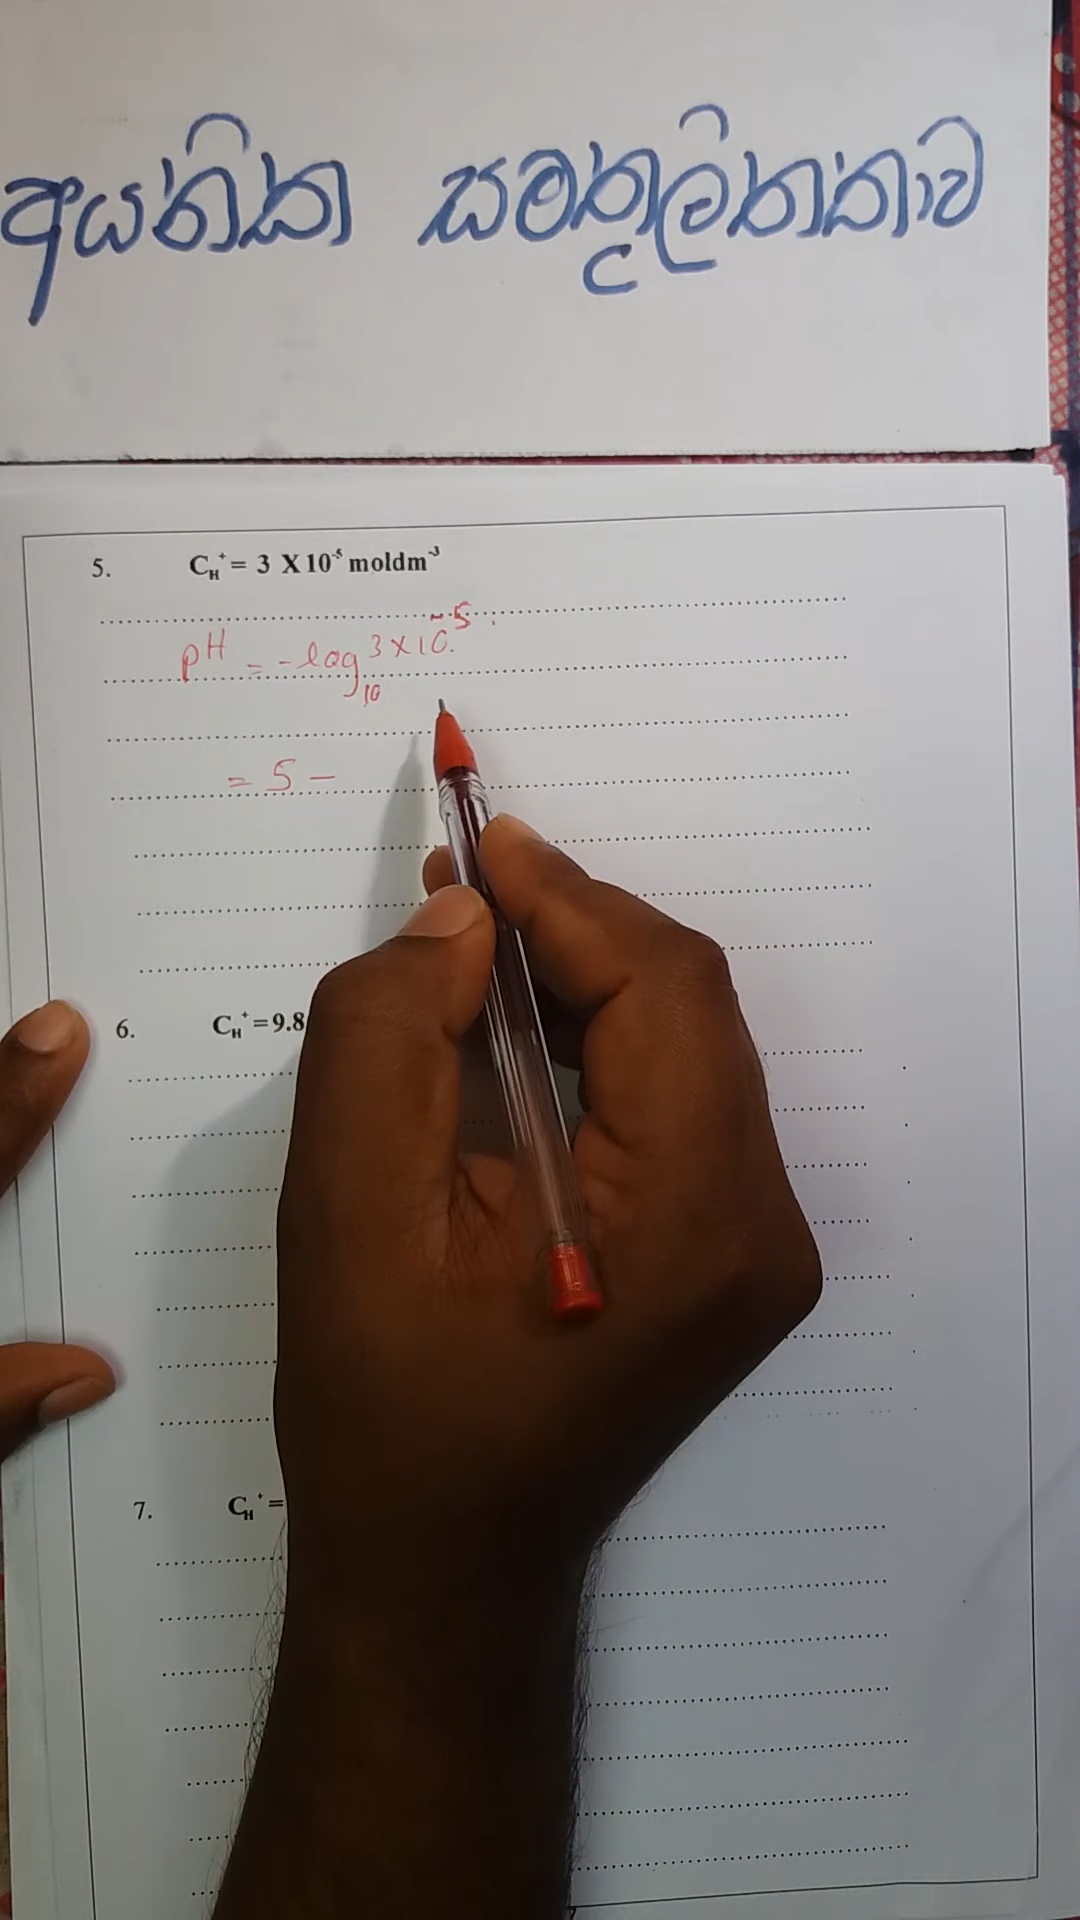 අයනික සමතුලිතතාව
5. C_H⁺ = 3 X 10⁻⁵ moldm⁻³
pH = -log₁₀ 3×10⁻⁵
= 5 –
6. C_H⁺ = 9.8
7. C_H⁺ =